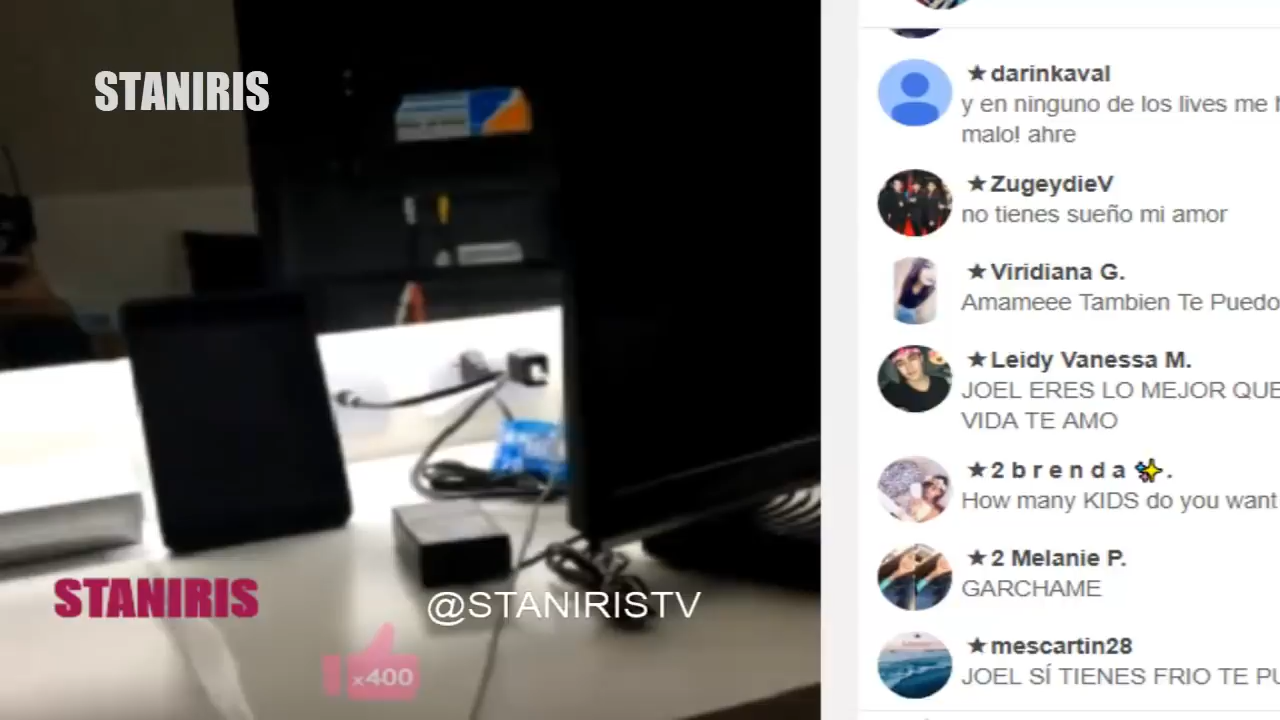 STANIRIS
STANIRIS
@STANIRISTV
x400
★darinkaval
y en ninguno de los lives me
malo! ahre
★ZugeydieV
no tienes sueño mi amor
★Viridiana G.
Amameee Tambien Te Puedo
★Leidy Vanessa M.
JOEL ERES LO MEJOR QUE
VIDA TE AMO
★2 b r e n d a ✨.
How many KIDS do you want
★2 Melanie P.
GARCHAME
★mescartin28
JOEL SÍ TIENES FRIO TE